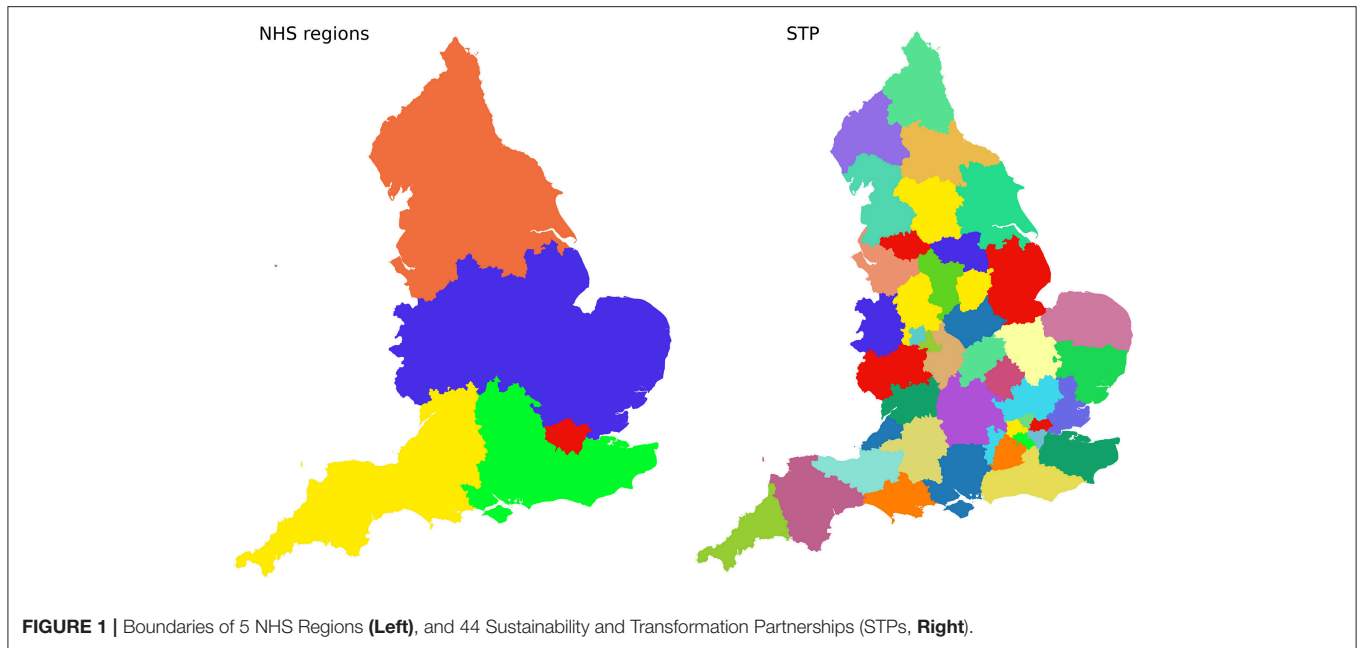 NHS regions
STP
FIGURE 1 | Boundaries of 5 NHS Regions (Left), and 44 Sustainability and Transformation Partnerships (STPs, Right).